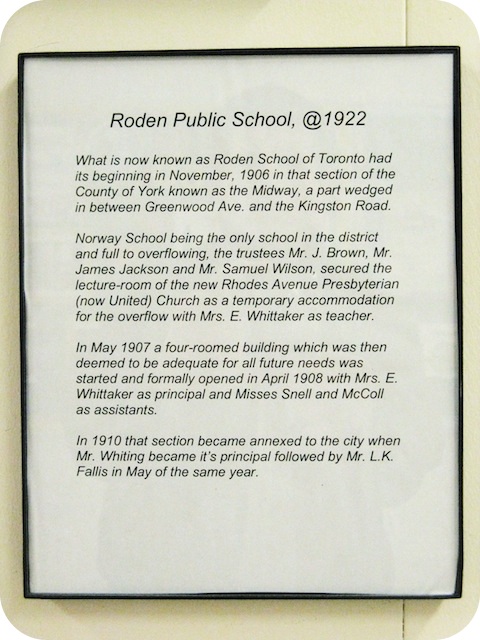 Roden Public School, @1922
What is now known as Roden School of Toronto had
its beginning in November, 1906 in that section of the
County of York known as the Midway, a part wedged
in between Greenwood Ave. and the Kingston Road.
Norway School being the only school in the district
and full to overflowing, the trustees Mr. J. Brown, Mr.
James Jackson and Mr. Samuel Wilson, secured the
lecture-room of the new Rhodes Avenue Presbyterian
(now United) Church as a temporary accommodation
for the overflow with Mrs. E. Whittaker as teacher.
In May 1907 a four-roomed building which was then
deemed to be adequate for all future needs was
started and formally opened in April 1908 with Mrs. E.
Whittaker as principal and Misses Snell and McColl
as assistants.
In 1910 that section became annexed to the city when
Mr. Whiting became it's principal followed by Mr. L.K.
Fallis in May of the same year.